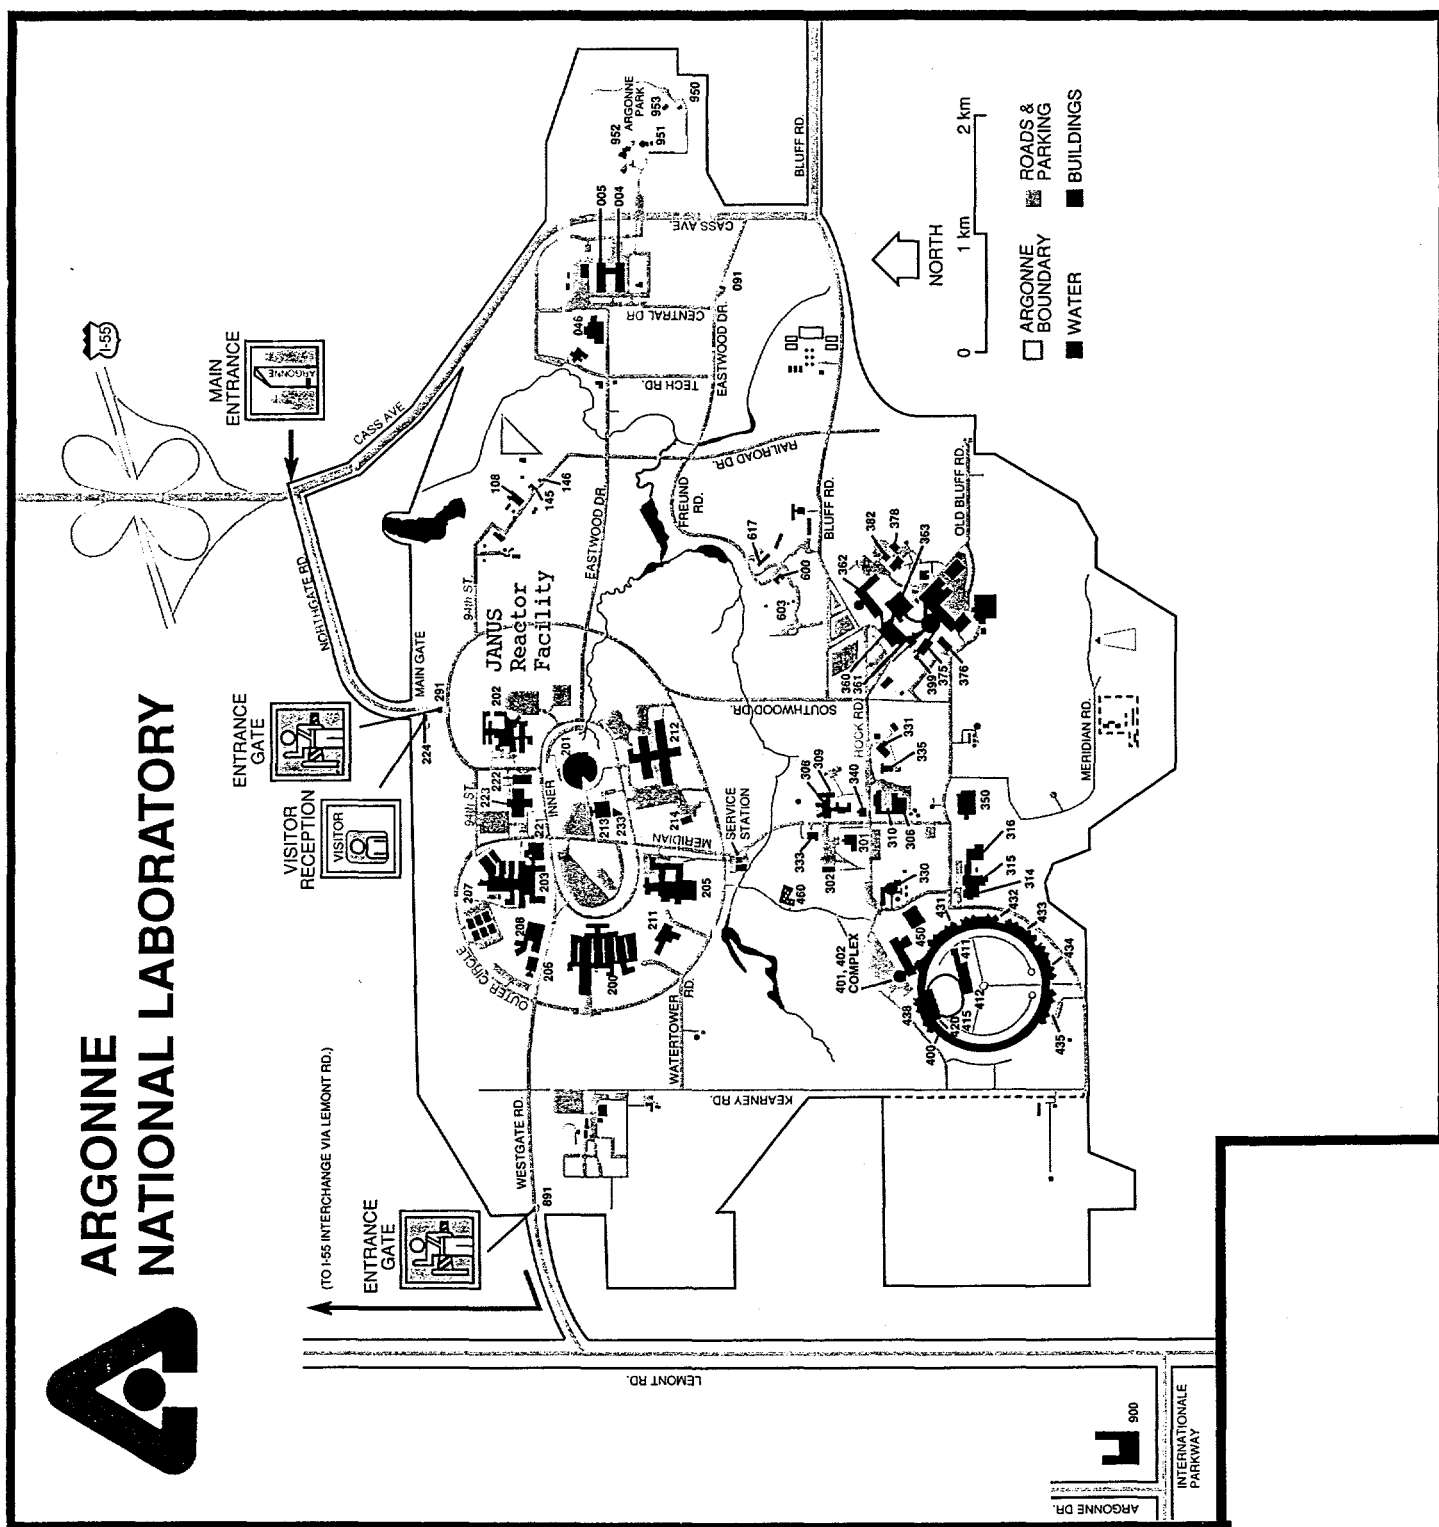 ARGONNE
NATIONAL LABORATORY
I-55
MAIN
ENTRANCE
ARGONNE
CASS AVE
NORTHGATE RD.
ENTRANCE
GATE
VISITOR
RECEPTION
VISITOR
(TO I-55 INTERCHANGE VIA LEMONT RD.)
ENTRANCE
GATE
MAIN GATE
224
291
94th ST.
94th ST.
JANUS
Reactor
Facility
108
145
146
202
222
223
221
INNER
201
213
233
212
214
MERIDIAN
SERVICE
STATION
207
203
208
206
OUTER CIRCLE
200
211
205
WATERTOWER
RD.
WESTGATE RD.
891
KEARNEY RD.
EASTWOOD DR.
EASTWOOD DR.
TECH RD.
CENTRAL DR
046
005
004
952
ARGONNE
PARK
951
953
950
CASS AVE.
091
BLUFF RD.
FREUND
RD.
RAILROAD DR.
617
600
603
BLUFF RD.
SOUTHWOOD DR.
362
382
378
363
OLD BLUFF RD.
360
361
399
375
376
ROCK RD.
331
335
308
309
340
333
302
301
310
306
330
350
316
315
314
460
MERIDIAN RD.
401, 402
COMPLEX
450
431
432
433
434
411
412
415
420
438
400
435
NORTH
0
1 km
2 km
ARGONNE
BOUNDARY
WATER
ROADS &
PARKING
BUILDINGS
LEMONT RD.
900
INTERNATIONALE
PARKWAY
ARGONNE DR.